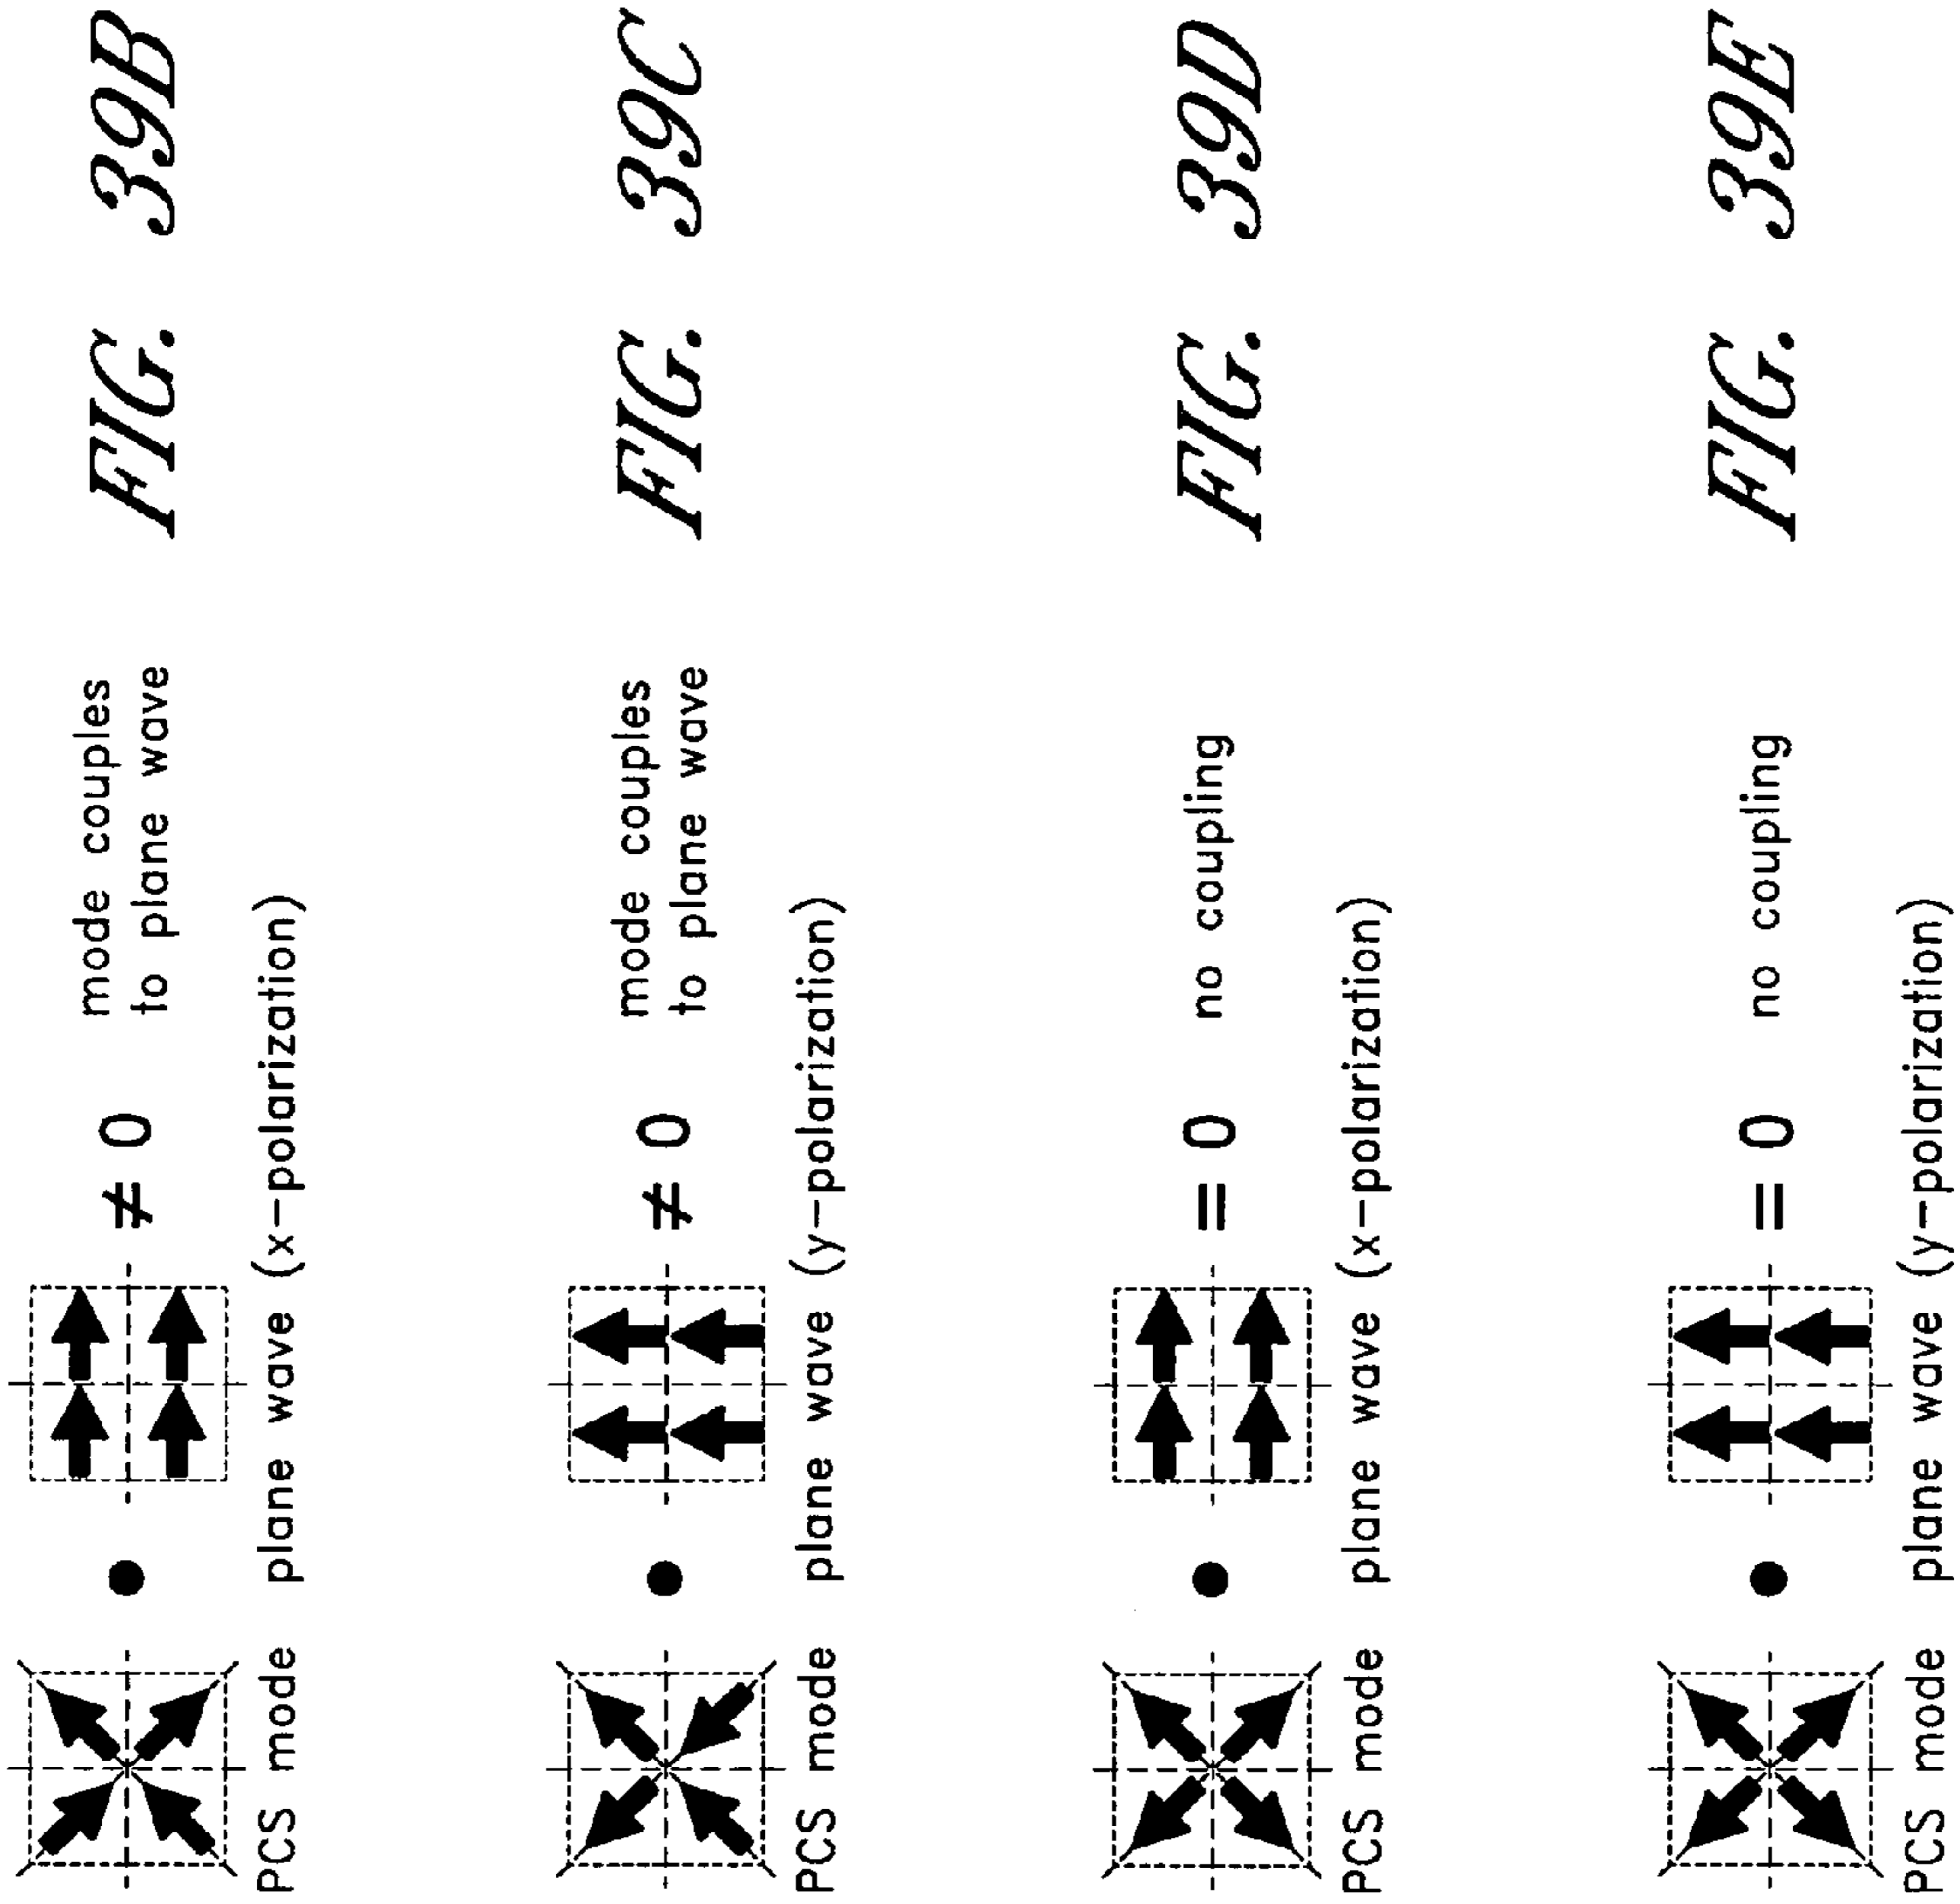 ≠ 0 mode couples
to plane wave
PCS mode plane wave (x-polarization)
FIG. 39B
≠ 0 mode couples
to plane wave
PCS mode plane wave (y-polarization)
FIG. 39C
= 0 no coupling
PCS mode plane wave (x-polarization)
FIG. 39D
= 0 no coupling
PCS mode plane wave (y-polarization)
FIG. 39E